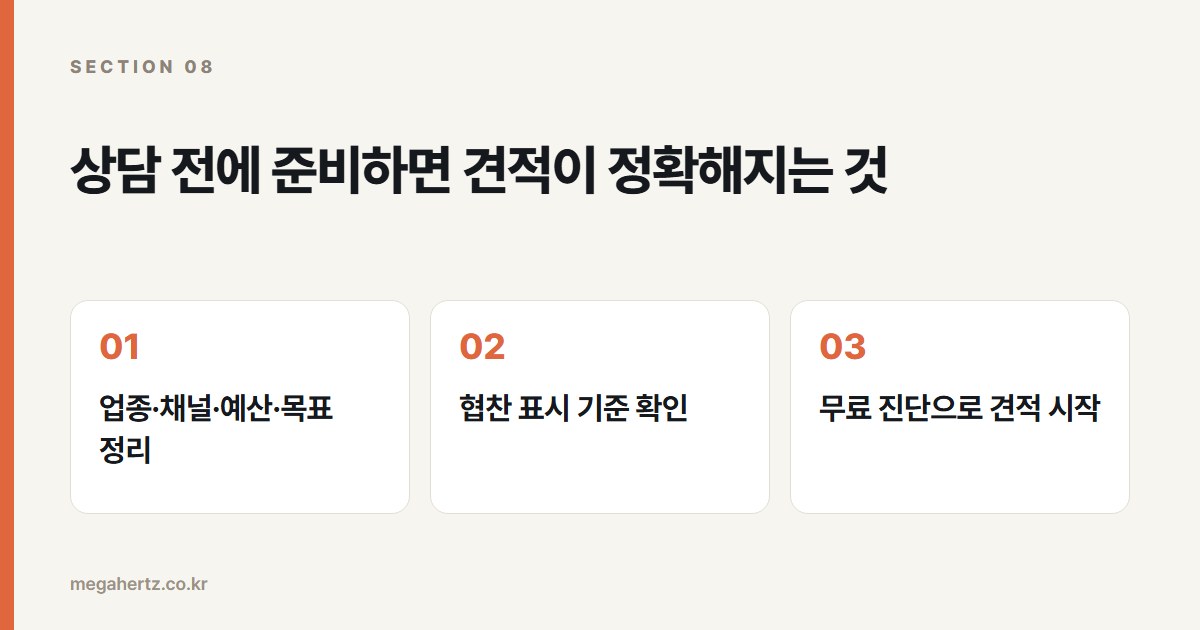 SECTION 08
상담 전에 준비하면 견적이 정확해지는 것
01
업종·채널·예산·목표
정리
02
협찬 표시 기준 확인
03
무료 진단으로 견적 시작
megahertz.co.kr